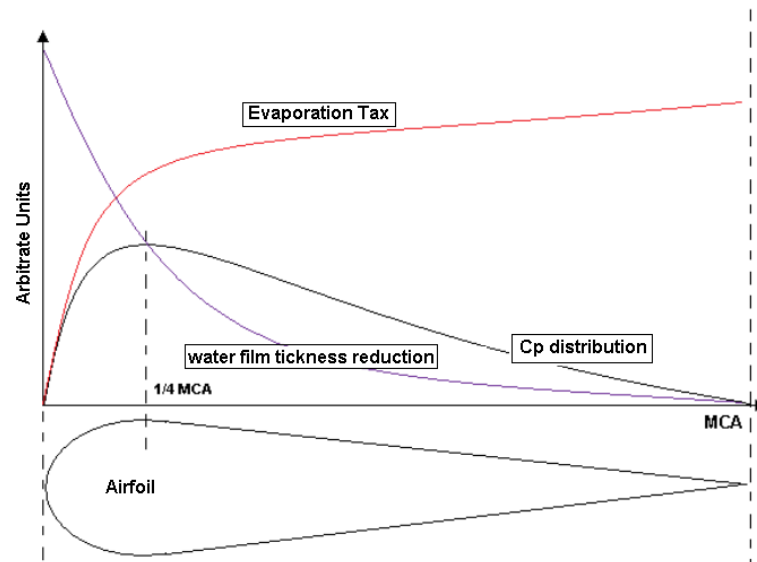 Evaporation Tax
Arbitrate Units
Cp distribution
water film tickness reduction
1/4 MCA
MCA
Airfoil